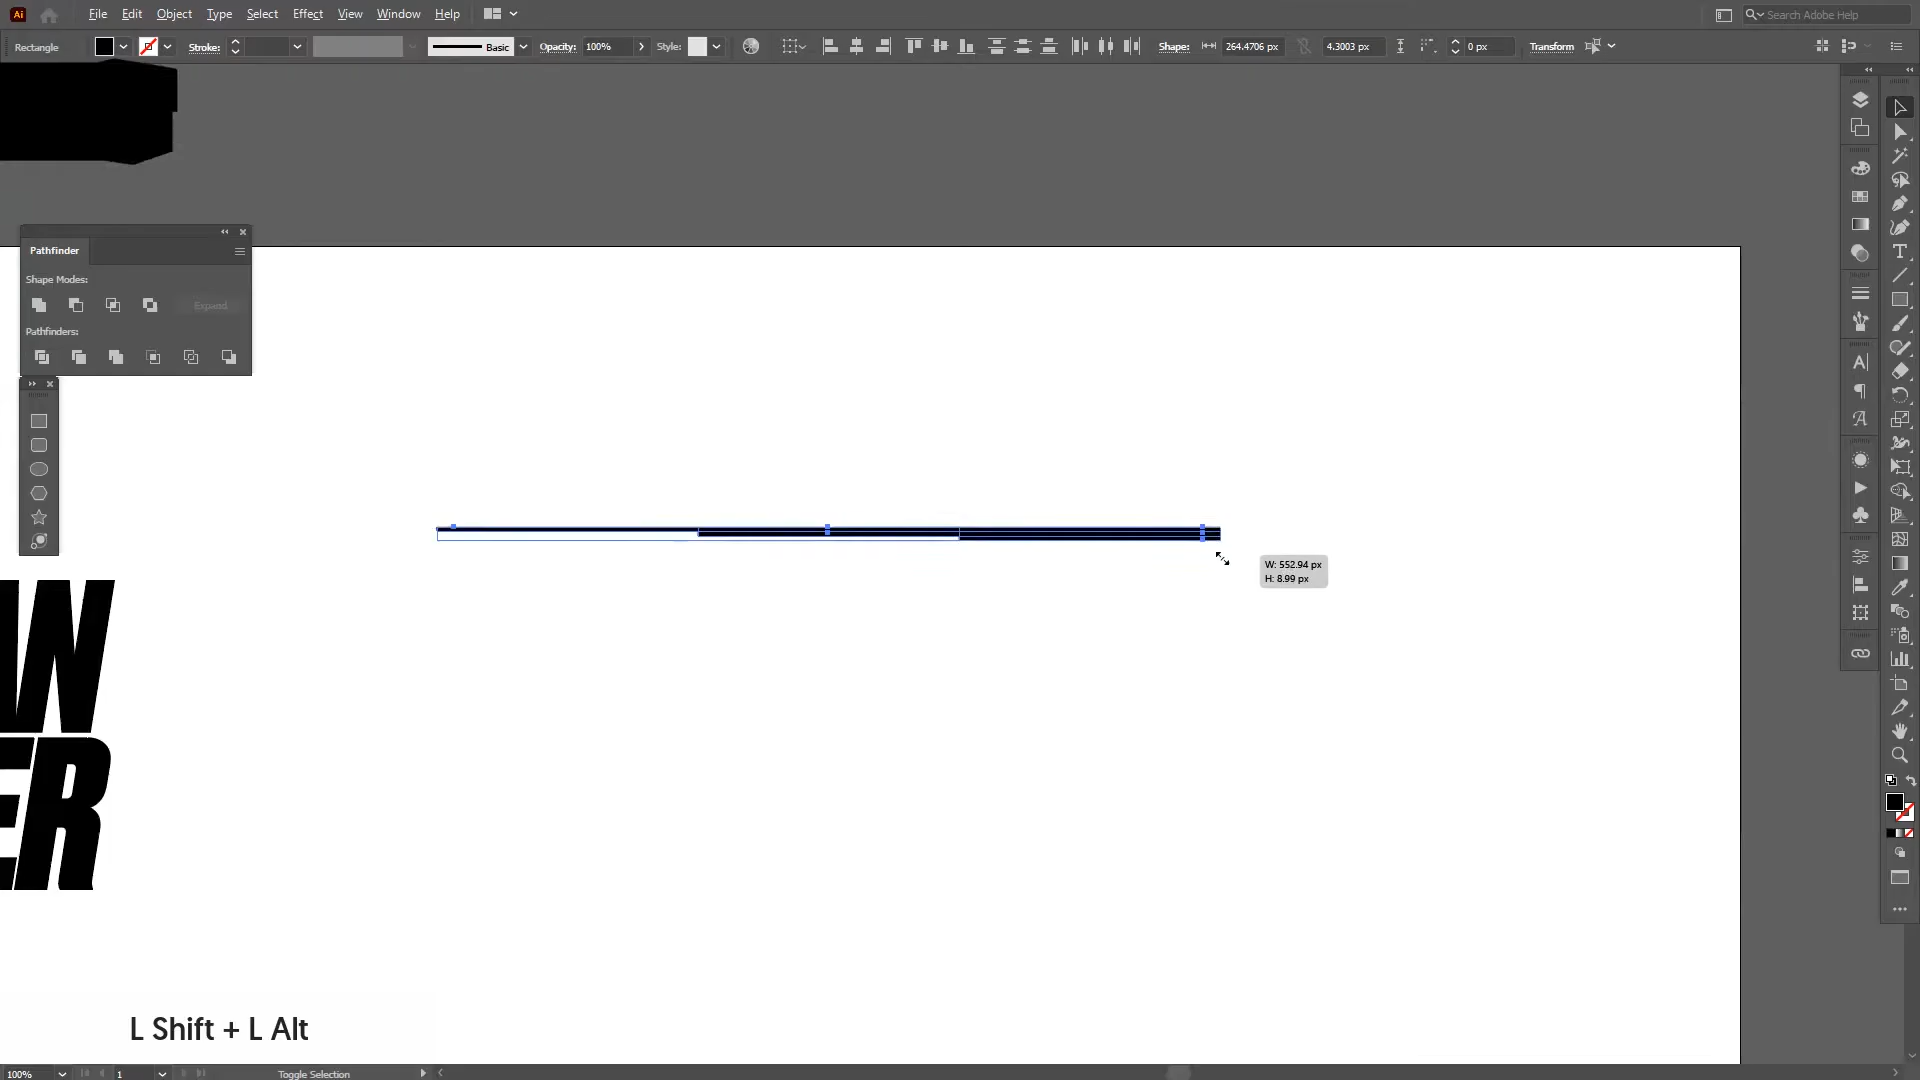 Ai File Edit Object Type Select Effect View Window Help Search Adobe Help
Rectangle Stroke: Basic Opacity: 100% Style: Shape: 264.4706 px 4.3003 px 0 px Transform
Pathfinder
Shape Modes:
Expand
Pathfinders:
W: 552.94 px
H: 8.99 px
W
ER
L Shift + L Alt
100% 1 Toggle Selection